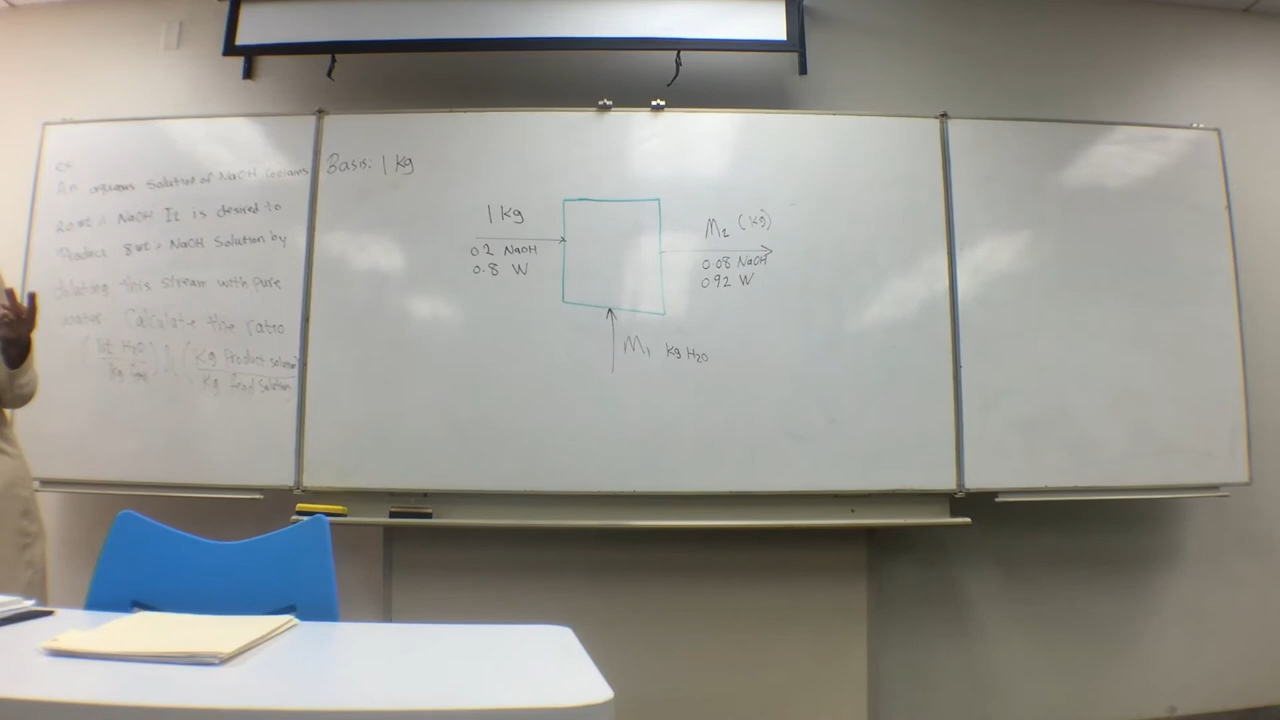 ex
An aqueous Solution of NaOH Contains
20 wt % NaOH It is desired to
Produce 8 wt % NaOH Solution by
diluting this stream with pure
water. Calculate the ratio
H2O
kg feed
Kg Product solution
Kg feed Solution
Basis: 1 Kg
1 Kg
0.2 NaOH
0.8 W
M2 (kg)
0.08 NaOH
0.92 W
M1 kg H2O